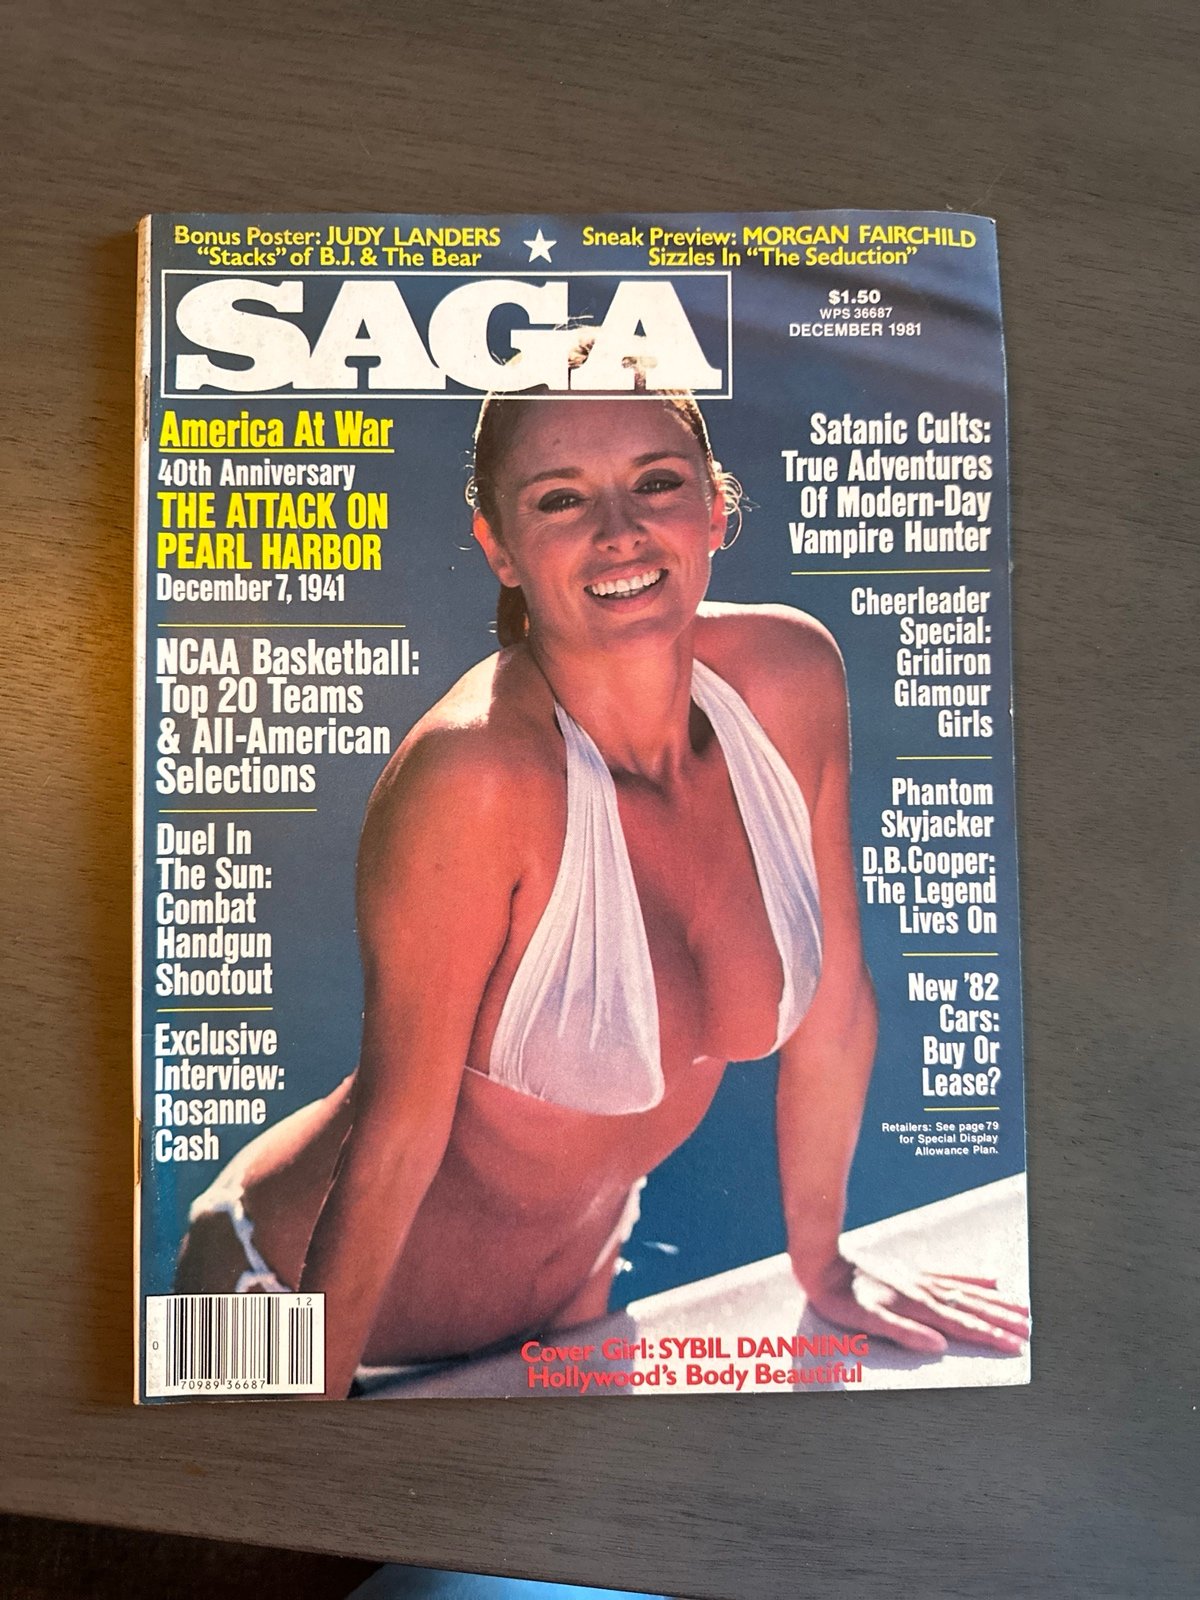 Bonus Poster: JUDY LANDERS
"Stacks" of B.J. & The Bear
Sneak Preview: MORGAN FAIRCHILD
Sizzles In "The Seduction"
SAGA
$1.50
WPS 36687
DECEMBER 1981
America At War
40th Anniversary
THE ATTACK ON
PEARL HARBOR
December 7, 1941
NCAA Basketball:
Top 20 Teams
& All-American
Selections
Duel In
The Sun:
Combat
Handgun
Shootout
Exclusive
Interview:
Rosanne
Cash
Satanic Cults:
True Adventures
Of Modern-Day
Vampire Hunter
Cheerleader
Special:
Gridiron
Glamour
Girls
Phantom
Skyjacker
D.B.Cooper:
The Legend
Lives On
New '82
Cars:
Buy Or
Lease?
Retailers: See page 79
for Special Display
Allowance Plan.
12
0
70989 36687
Cover Girl: SYBIL DANNING
Hollywood's Body Beautiful